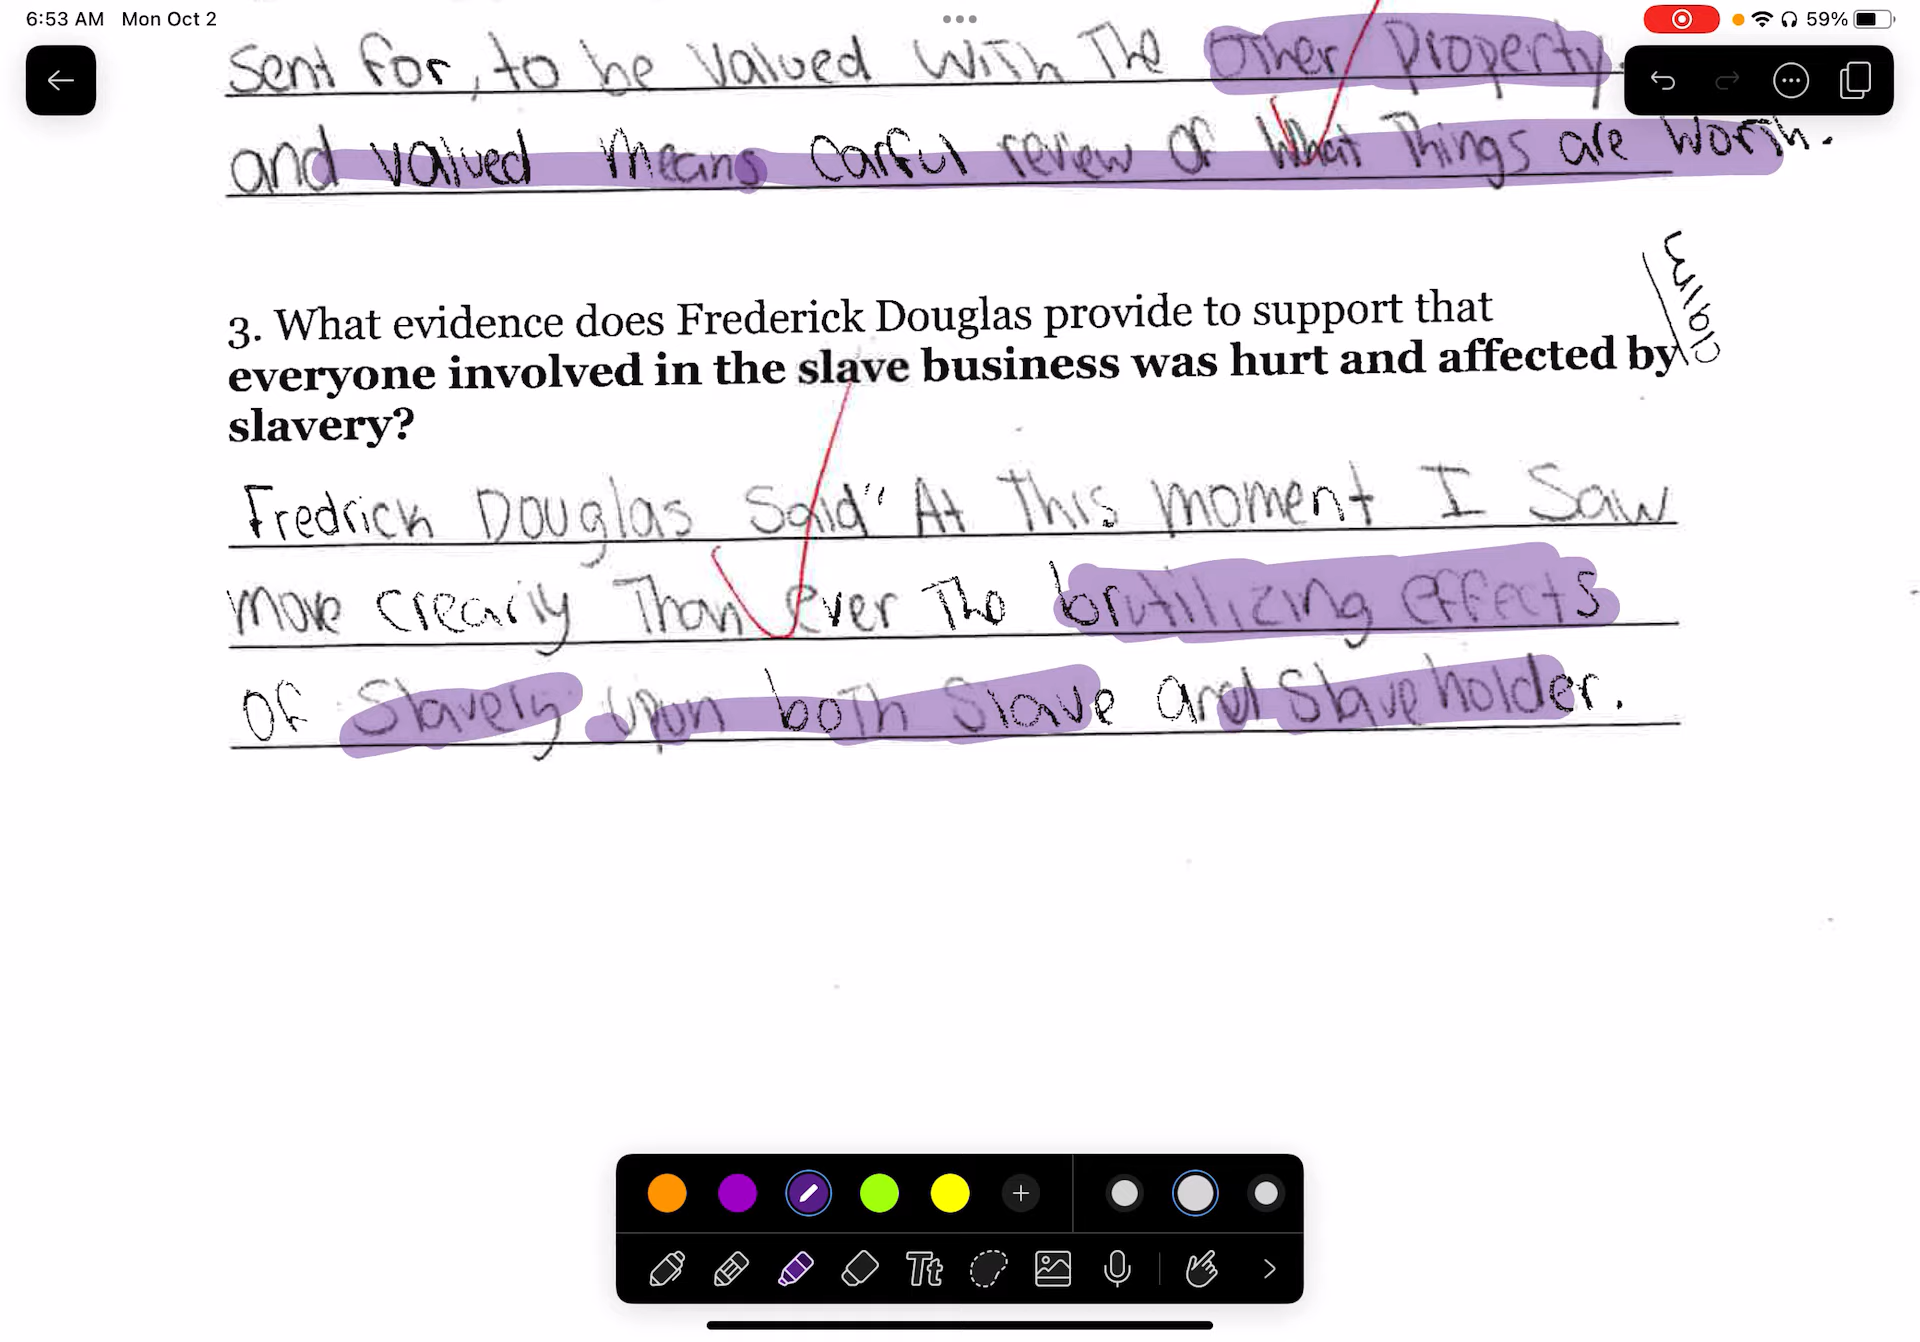 6:53 AM Mon Oct 2
59%
Sent for, to be valued with the other property.
and valued means carful review of what things are worth.
claim
3. What evidence does Frederick Douglas provide to support that
everyone involved in the slave business was hurt and affected by
slavery?
Fredrick Douglas Said" At this moment I Saw
more crearly Than ever The brutilizing effects
of Slavery upon both Slave and Slaveholder.
Tt